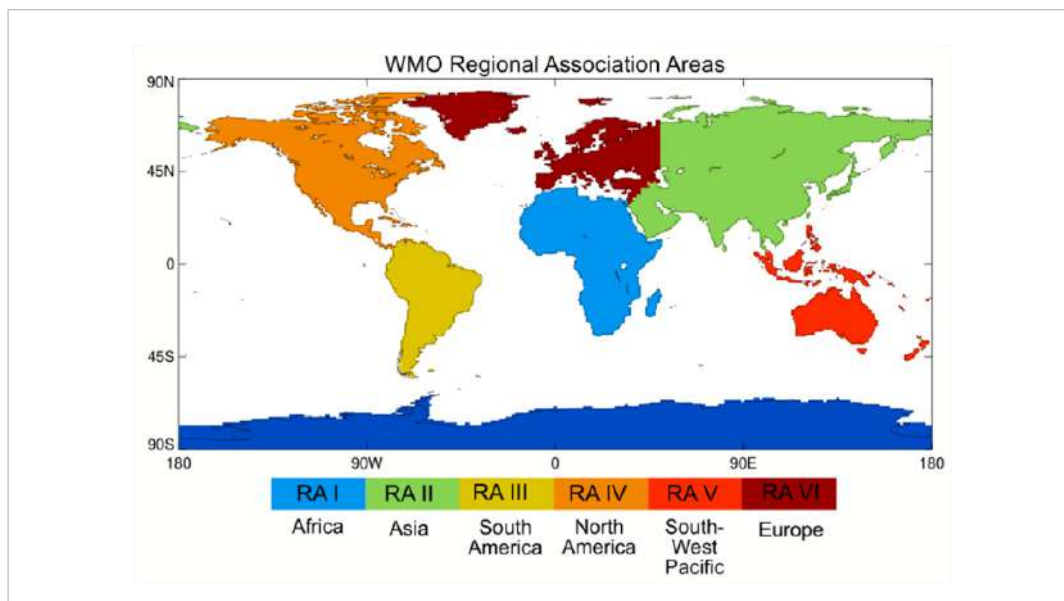 WMO Regional Association Areas
90N
45N
0
45S
90S
180 90W 0 90E 180
RA I RA II RA III RA IV RA V RA VI
Africa Asia South America North America South-West Pacific Europe